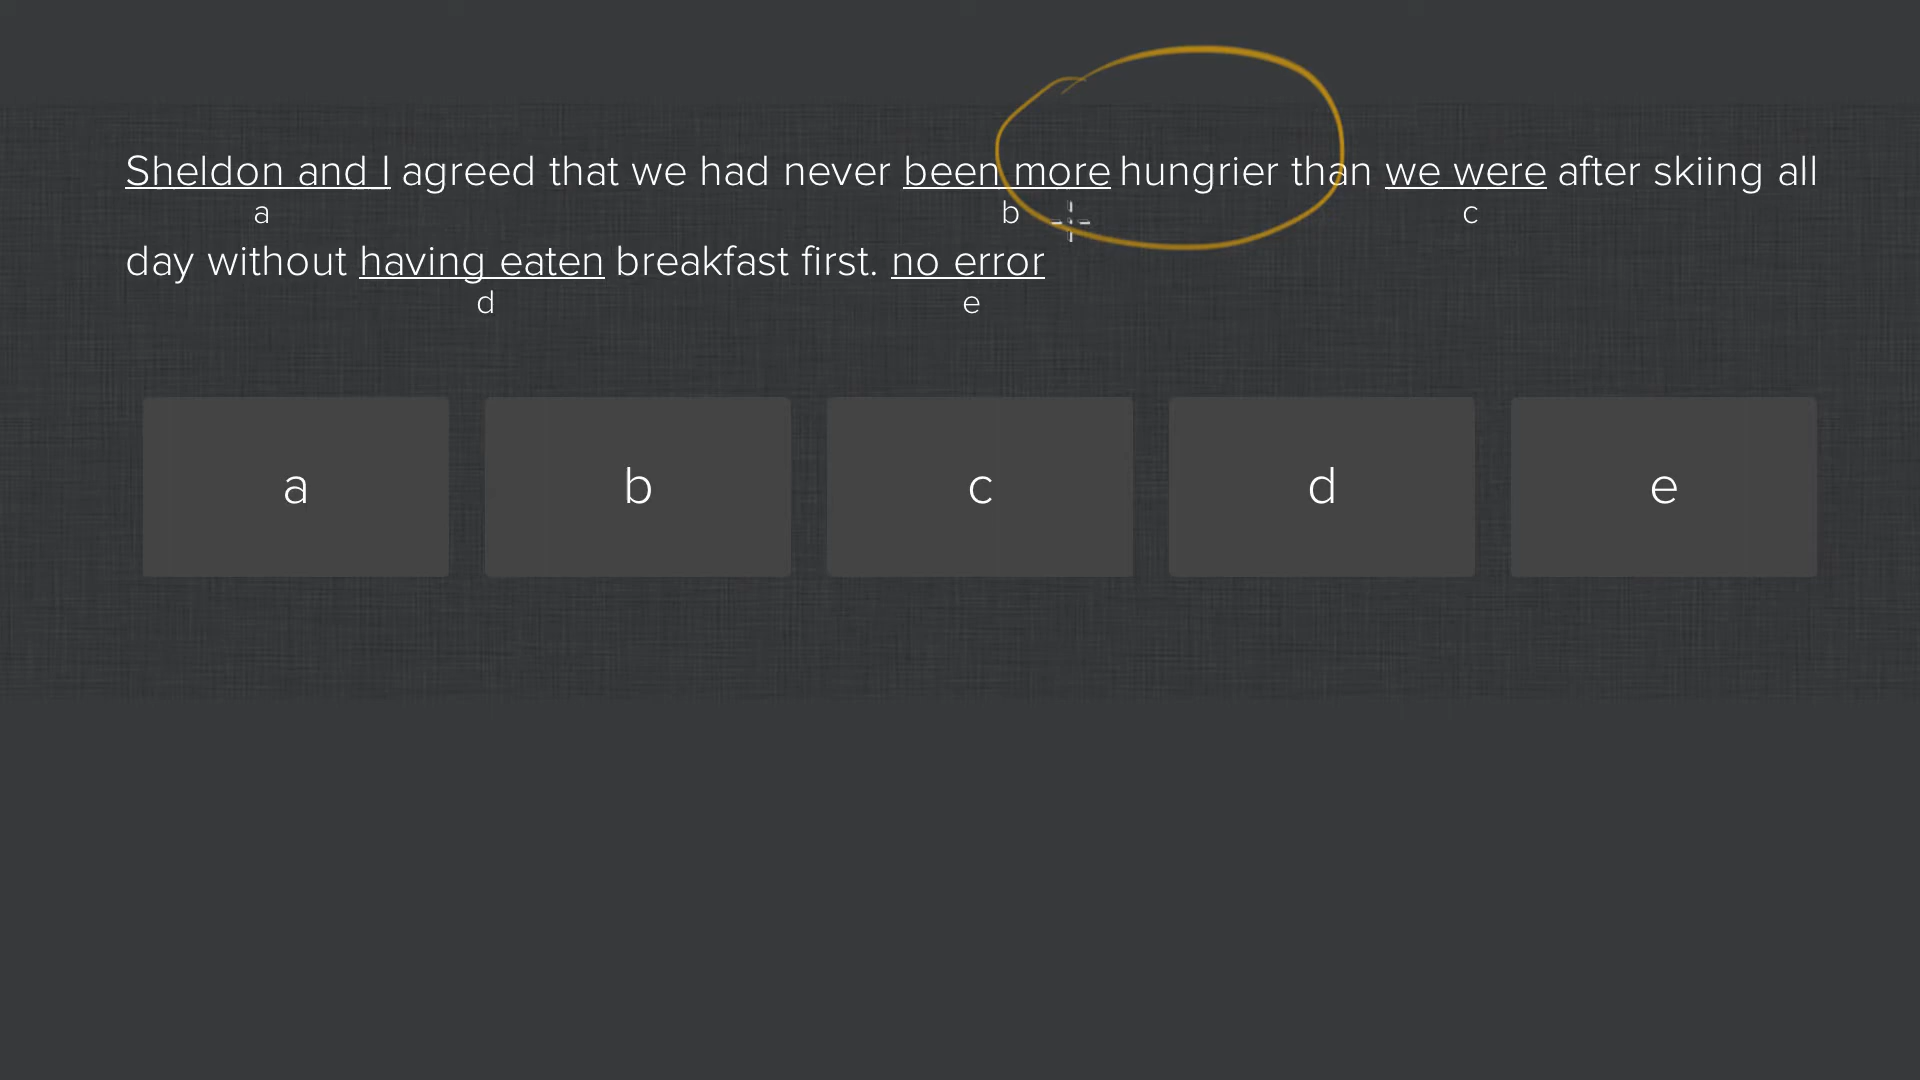 Sheldon and I agreed that we had never been more hungrier than we were after skiing all
a b c
day without having eaten breakfast first. no error
d e
a b c d e